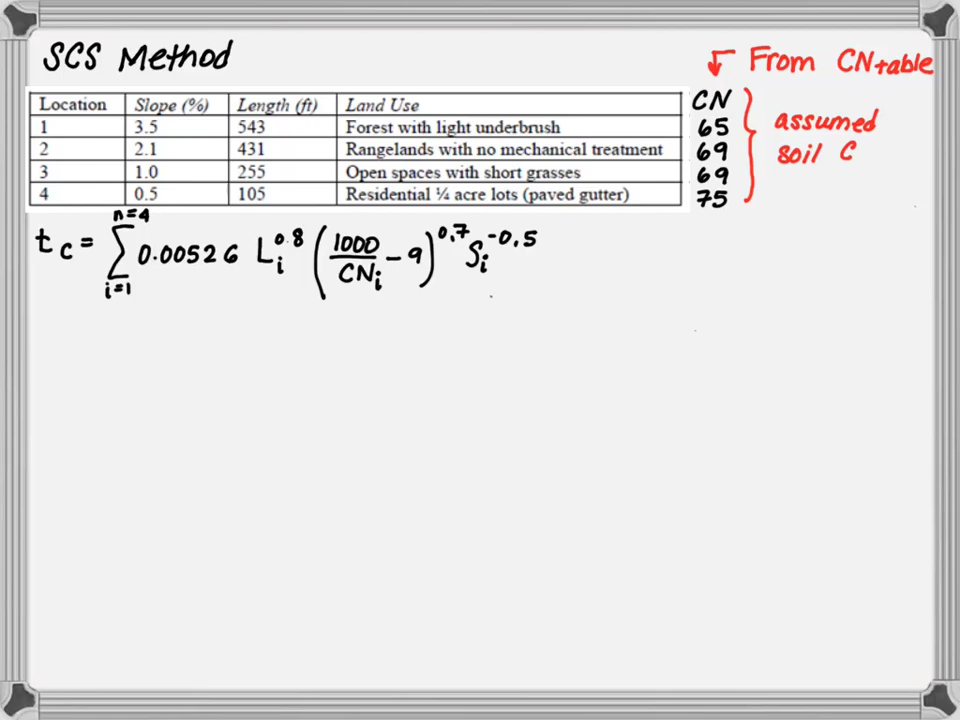 SCS Method
↓ From CN table
Location Slope (%) Length (ft) Land Use CN
1 3.5 543 Forest with light underbrush 65
2 2.1 431 Rangelands with no mechanical treatment 69
3 1.0 255 Open spaces with short grasses 69
4 0.5 105 Residential ¼ acre lots (paved gutter) 75
assumed
soil C
t_c = Σ_{i=1}^{n=4} 0.00526 L_i^0.8 (1000/CN_i − 9)^0.7 S_i^−0.5